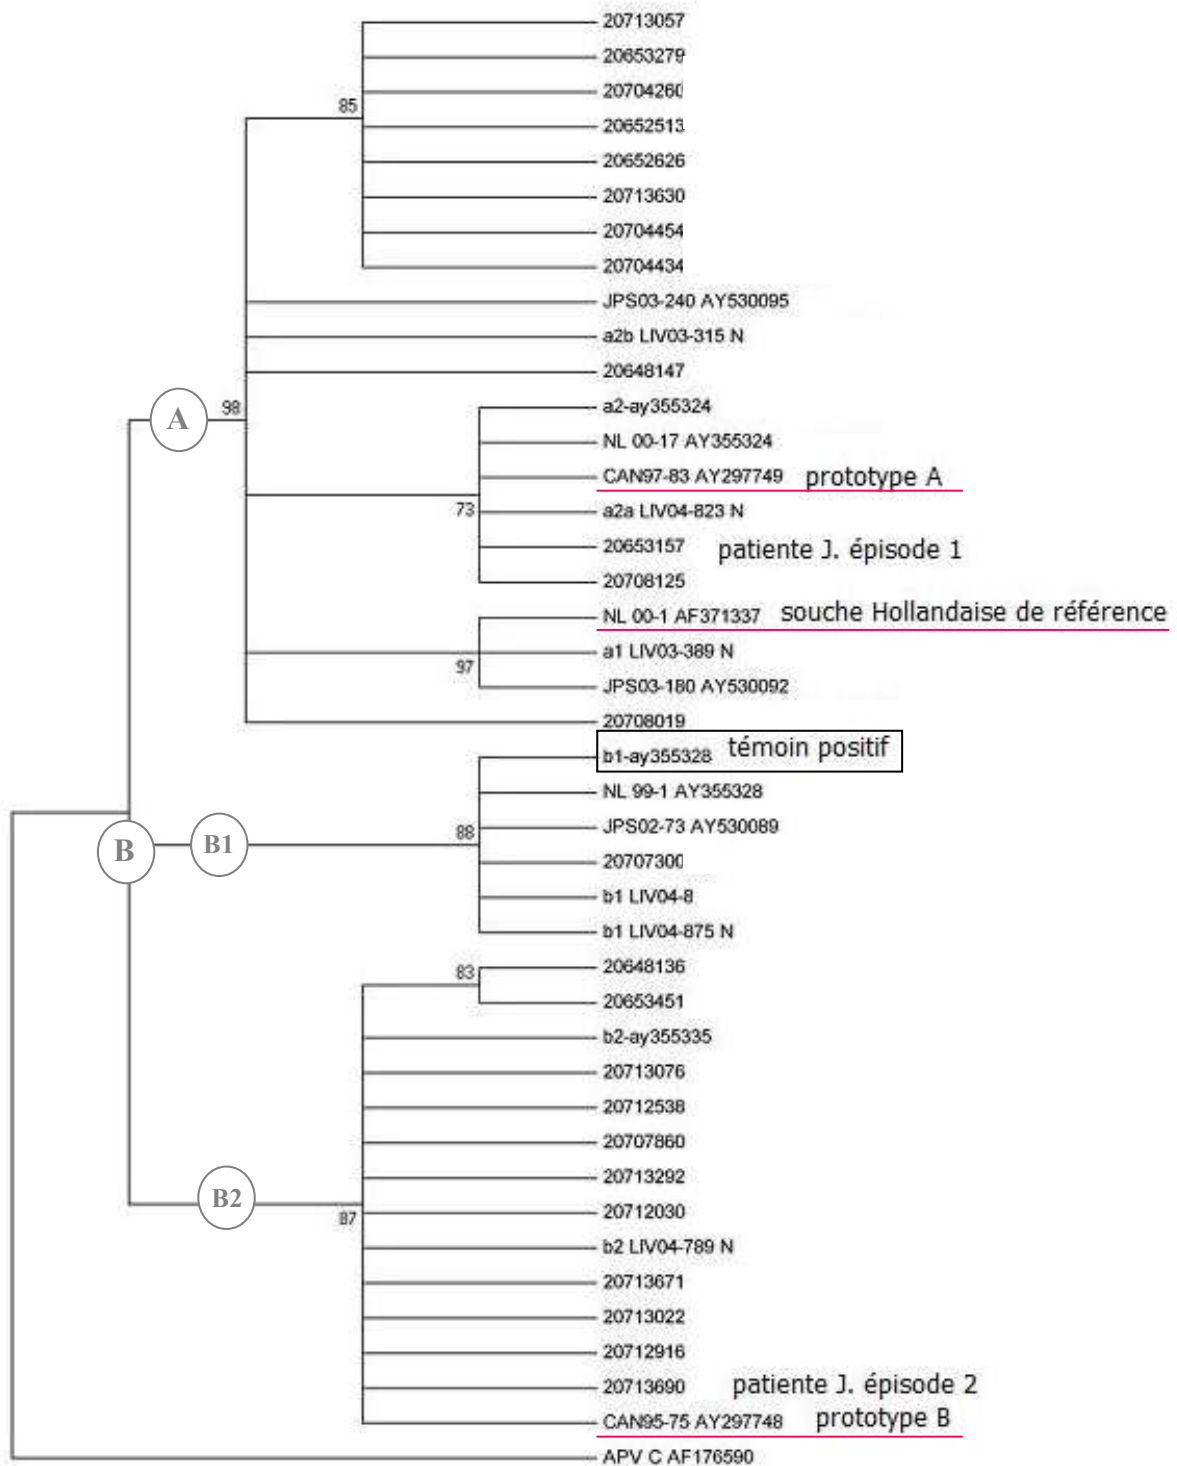 20713057
20653279
85
20704260
20652513
20652626
20713630
20704454
20704434
JPS03-240 AY530095
a2b LIV03-315 N
20648147
A
98
a2-ay355324
NL 00-17 AY355324
CAN97-83 AY297749 prototype A
73
a2a LIV04-823 N
20653157 patiente J. épisode 1
20708125
NL 00-1 AF371337 souche Hollandaise de référence
a1 LIV03-389 N
97
JPS03-180 AY530092
20708019
b1-ay355328 témoin positif
NL 99-1 AY355328
JPS02-73 AY530089
B
B1
88
20707300
b1 LIV04-8
b1 LIV04-875 N
83
20648136
20653451
b2-ay355335
20713076
20712538
20707860
20713292
B2
87
20712030
b2 LIV04-789 N
20713671
20713022
20712916
20713690 patiente J. épisode 2
CAN95-75 AY297748 prototype B
APV C AF176590